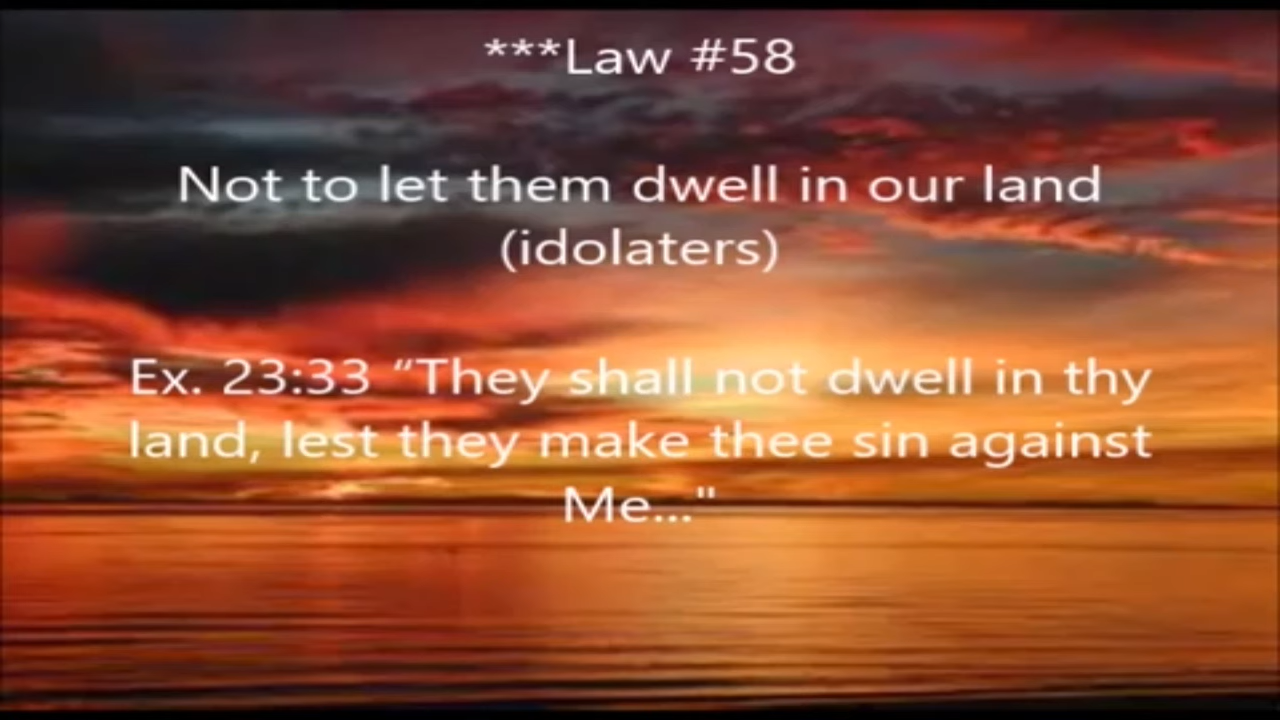 ***Law #58
Not to let them dwell in our land
(idolaters)
Ex. 23:33 “They shall not dwell in thy
land, lest they make thee sin against
Me..."